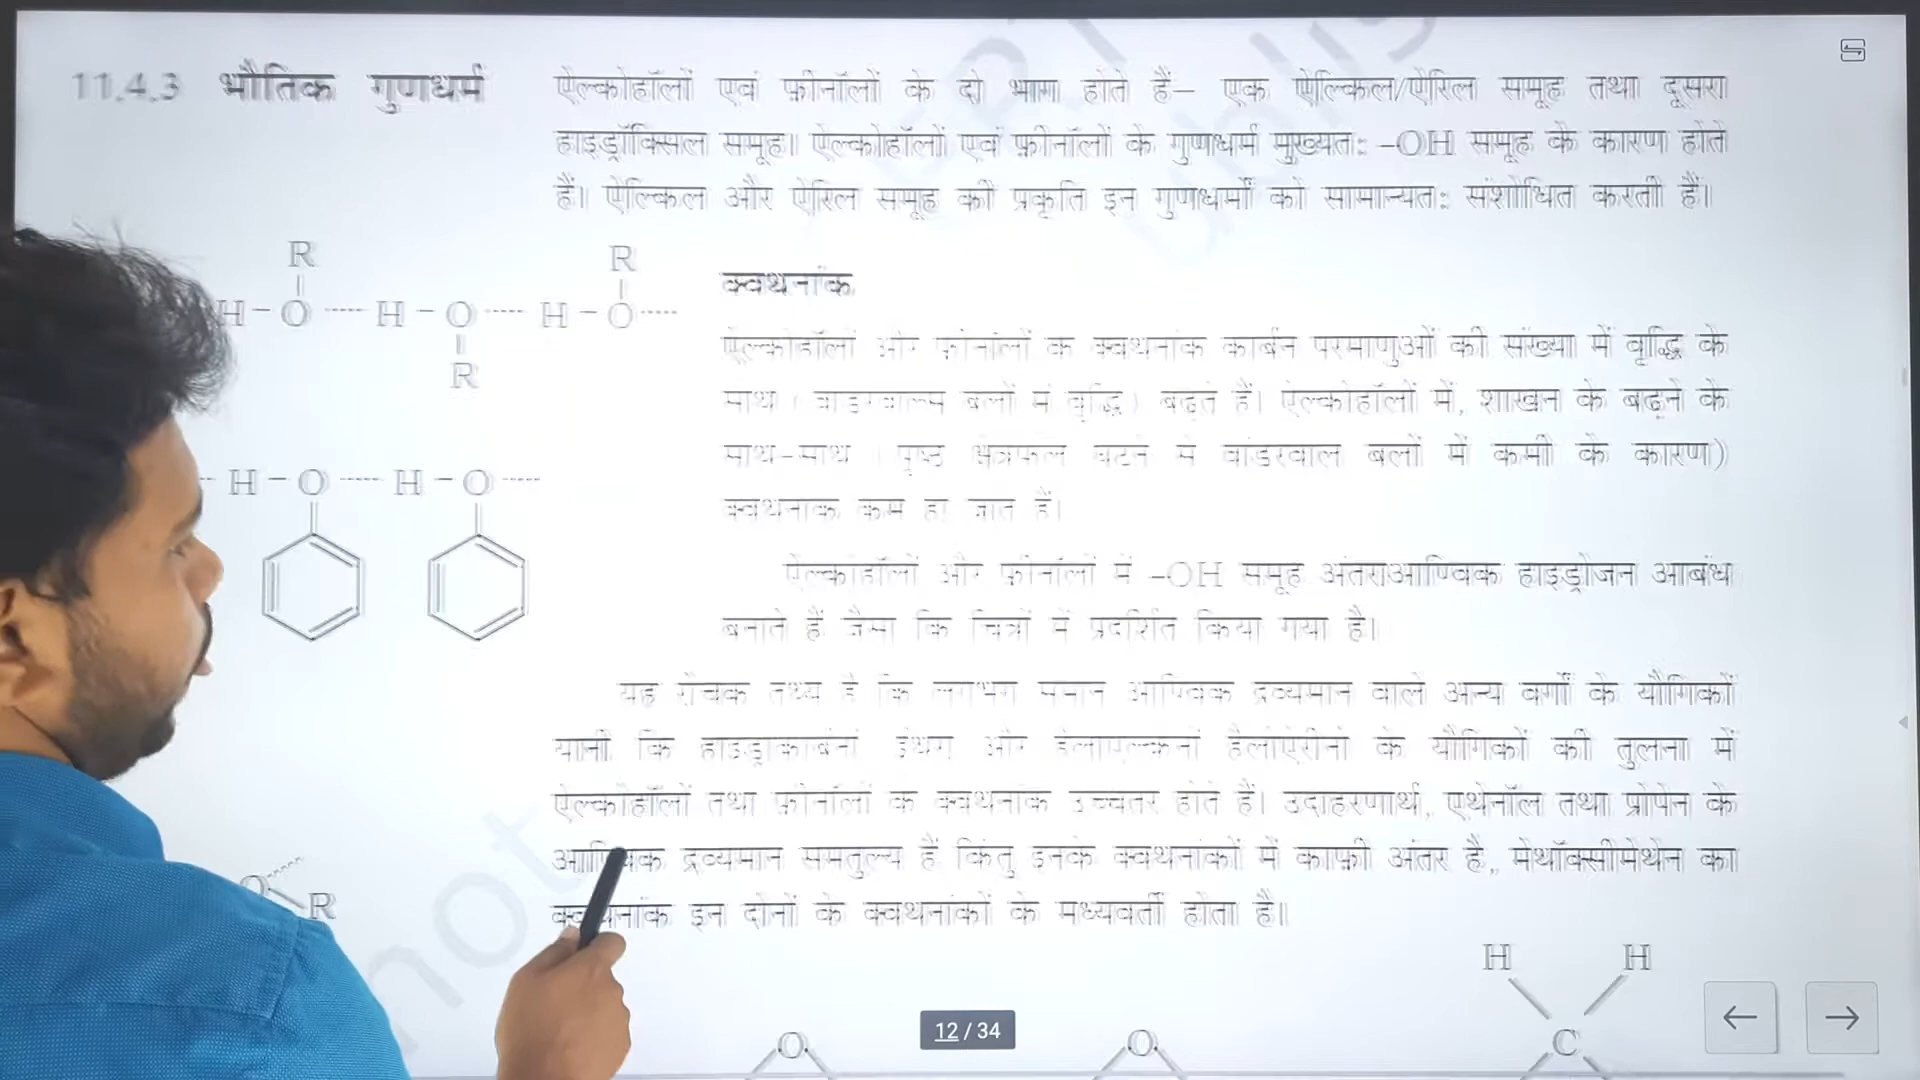 11.4.3 भौतिक गुणधर्म
ऐल्कोहॉलों एवं फ़ीनॉलों के दो भाग होते हैं– एक ऐल्किल/ऐरिल समूह तथा दूसरा
हाइड्रॉक्सिल समूह। ऐल्कोहॉलों एवं फ़ीनॉलों के गुणधर्म मुख्यत: –OH समूह के कारण होते
हैं। ऐल्किल और ऐरिल समूह की प्रकृति इन गुणधर्मों को सामान्यत: संशोधित करती हैं।
R R
H – O ---- H – O ---- H – O ----
R
क्वथनांक
ऐल्कोहॉलों और फ़ीनॉलों के क्वथनांक कार्बन परमाणुओं की संख्या में वृद्धि के
साथ (वांडरवाल्स बलों में वृद्धि) बढ़ते हैं। ऐल्कोहॉलों में, शाखन के बढ़ने के
साथ-साथ (पृष्ठ क्षेत्रफल घटने से वांडरवाल बलों में कमी के कारण)
क्वथनांक कम हो जाते हैं।
-- H – O ---- H – O ----
ऐल्कोहॉलों और फ़ीनॉलों में –OH समूह अंतराआण्विक हाइड्रोजन आबंध
बनाते हैं जैसा कि चित्रों में प्रदर्शित किया गया है।
यह रोचक तथ्य है कि लगभग समान आण्विक द्रव्यमान वाले अन्य वर्गों के यौगिकों
यानी कि हाइड्रोकार्बनों ईथरों और हैलोऐल्कनों हैलोऐरीनों के यौगिकों की तुलना में
ऐल्कोहॉलों तथा फ़ीनॉलों के क्वथनांक उच्चतर होते हैं। उदाहरणार्थ, एथेनॉल तथा प्रोपेन के
आण्विक द्रव्यमान समतुल्य हैं किंतु इनके क्वथनांकों में काफ़ी अंतर है,, मेथॉक्सीमेथेन का
क्वथनांक इन दोनों के क्वथनांकों के मध्यवर्ती होता है।
O
R
H H
O O C
12 / 34
not